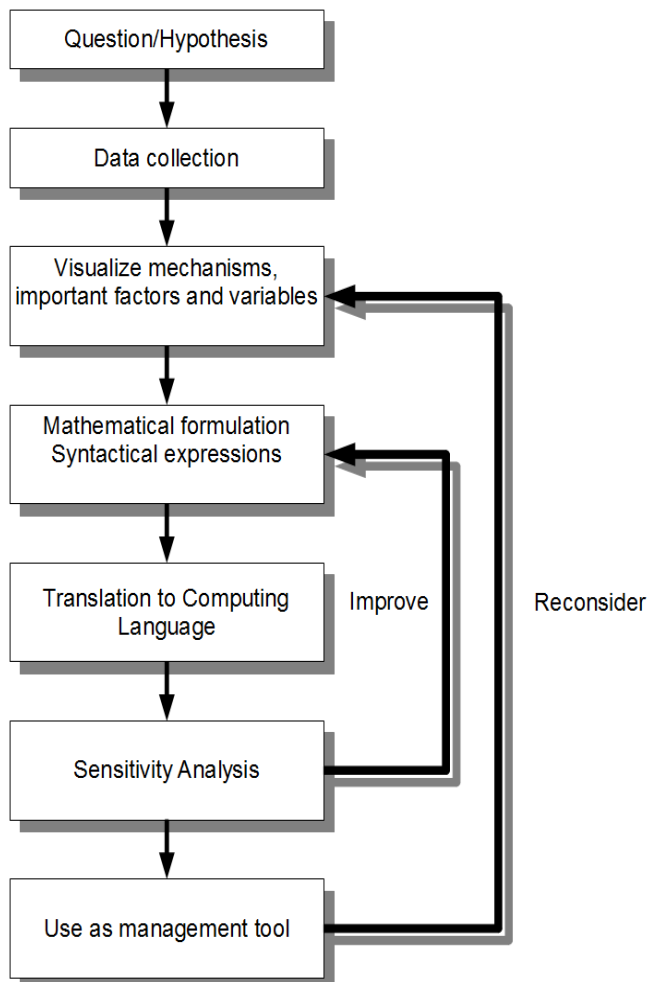 Question/Hypothesis
Data collection
Visualize mechanisms,
important factors and variables
Mathematical formulation
Syntactical expressions
Translation to Computing
Language
Improve
Reconsider
Sensitivity Analysis
Use as management tool